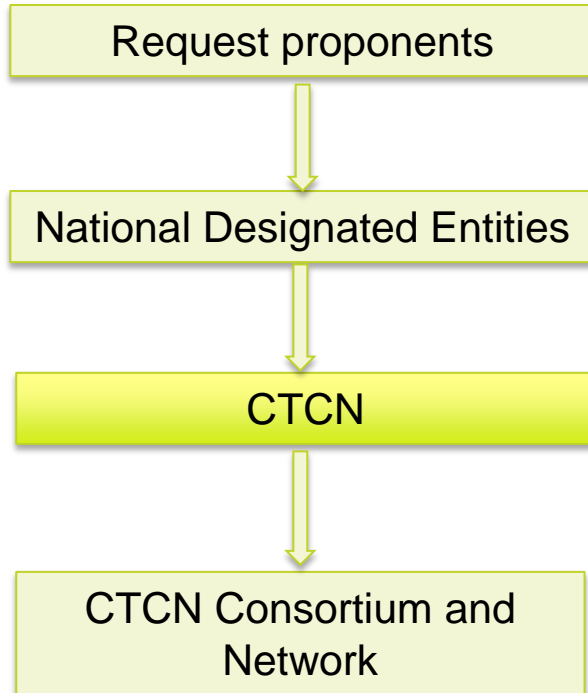 Request proponents
National Designated Entities
CTCN
CTCN Consortium and
Network